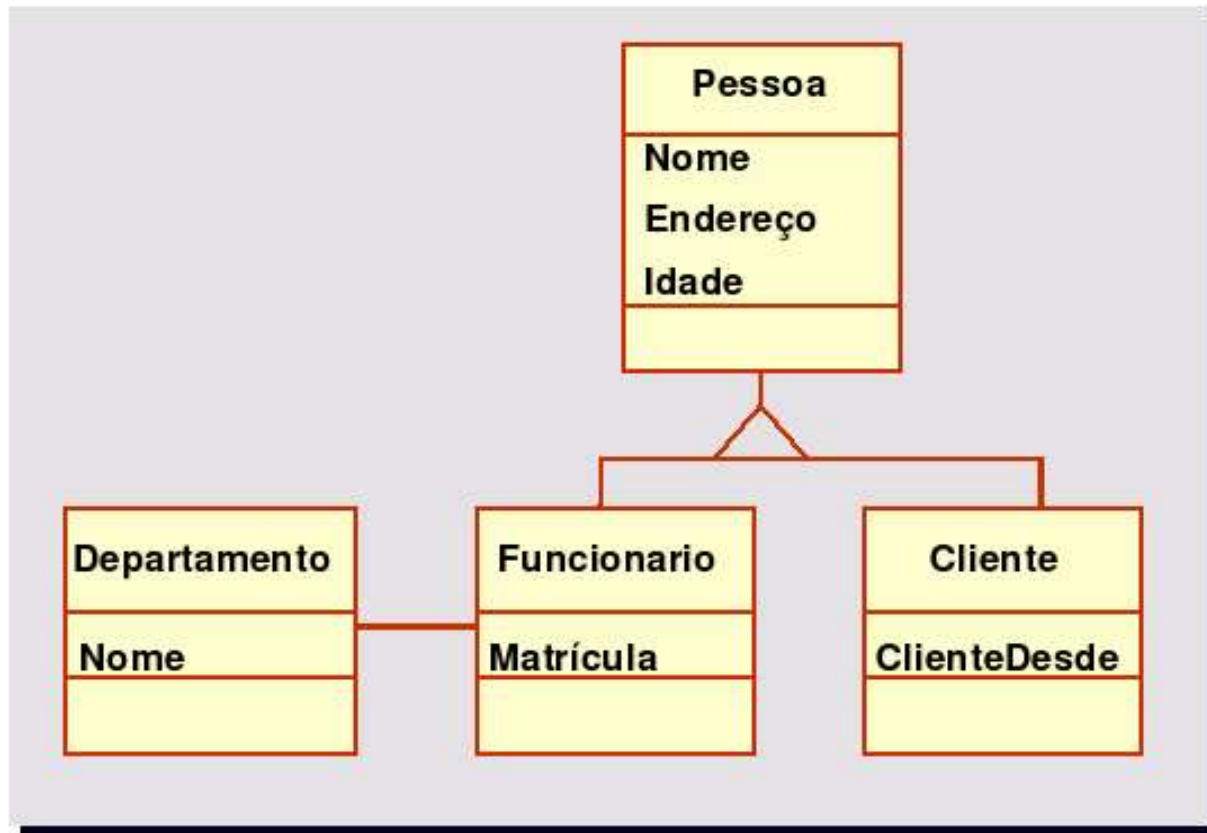 Pessoa
Nome
Endereço
Idade
Departamento
Nome
Funcionario
Matrícula
Cliente
ClienteDesde